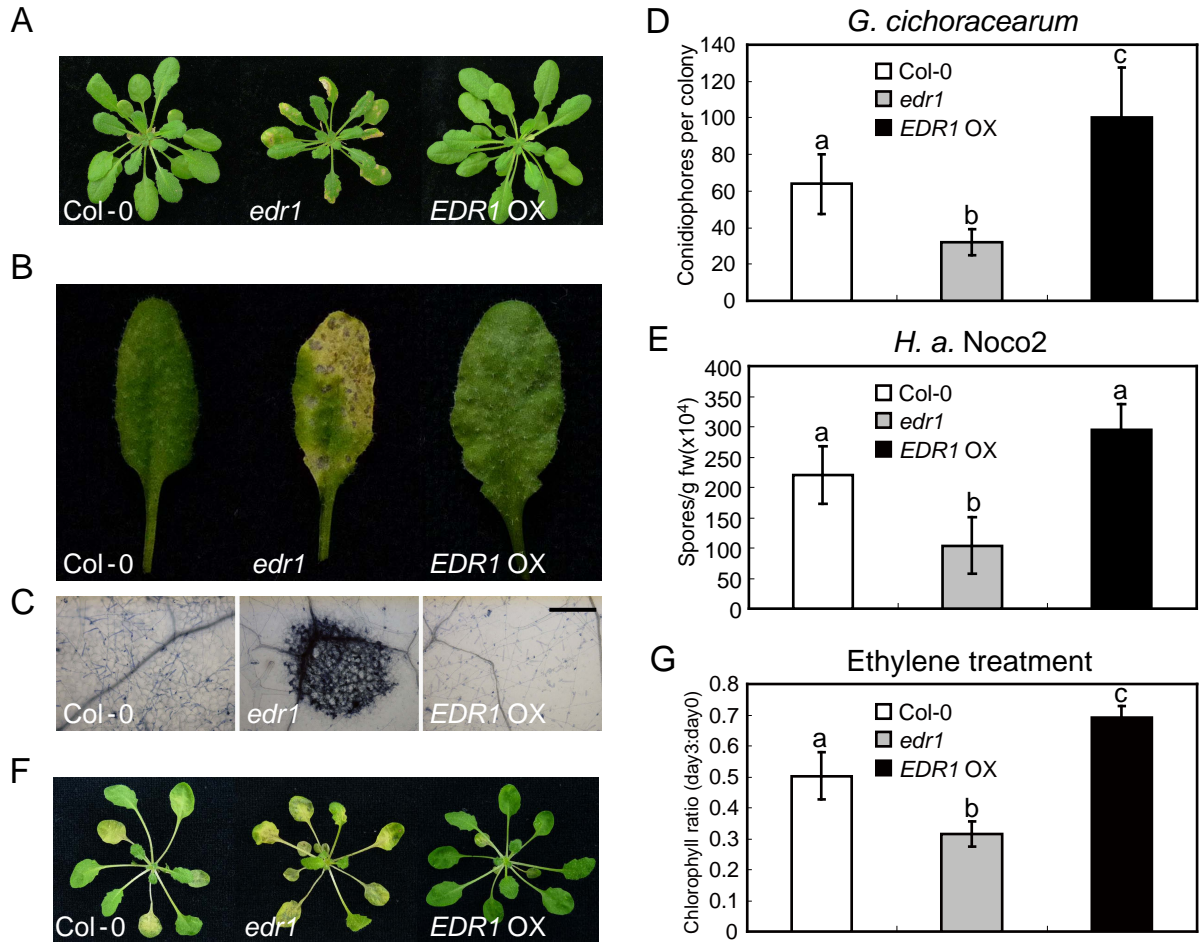 A
Col-0 edr1 EDR1 OX
B
Col-0 edr1 EDR1 OX
C
Col-0 edr1 EDR1 OX
F
Col-0 edr1 EDR1 OX
D
G. cichoracearum
Conidiophores per colony
140
120
100
80
60
40
20
0
Col-0
edr1
EDR1 OX
a
b
c
E
H. a. Noco2
Spores/g fw(x10⁴)
400
350
300
250
200
150
100
50
0
Col-0
edr1
EDR1 OX
a
b
a
G
Ethylene treatment
Chlorophyll ratio (day3:day0)
0.8
0.7
0.6
0.5
0.4
0.3
0.2
0.1
0
Col-0
edr1
EDR1 OX
a
b
c